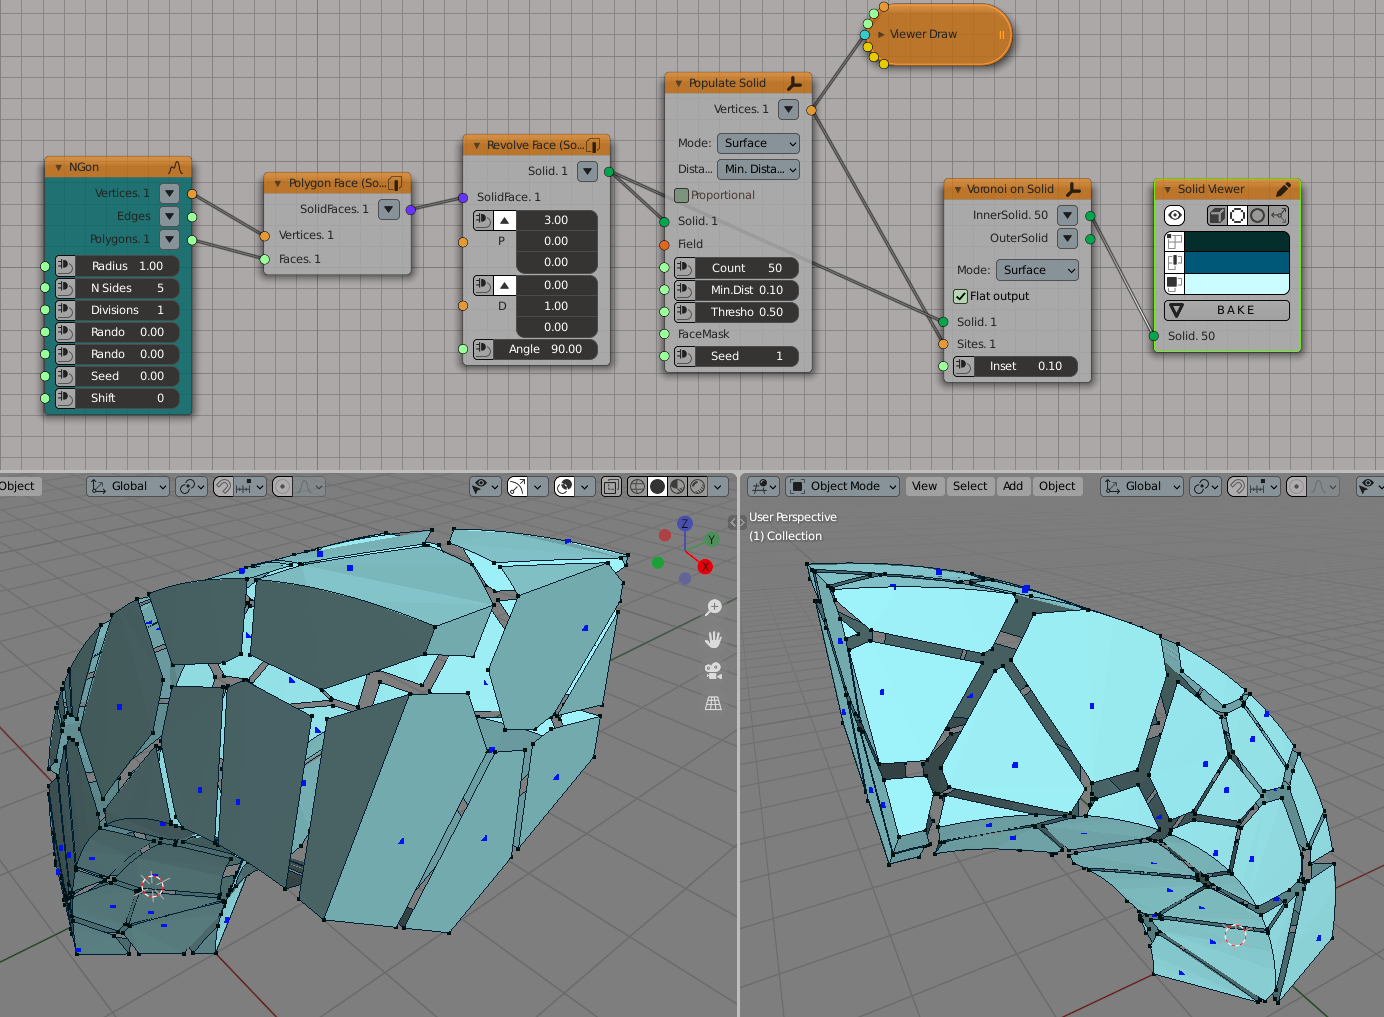 Viewer Draw
Populate Solid
Vertices. 1
Mode: Surface
Dista... Min. Dista...
Proportional
Solid. 1
Field
Count 50
Min.Dist 0.10
Thresho 0.50
FaceMask
Seed 1
NGon
Vertices. 1
Edges
Polygons. 1
Radius 1.00
N Sides 5
Divisions 1
Rando 0.00
Rando 0.00
Seed 0.00
Shift 0
Polygon Face (So...
SolidFaces. 1
Vertices. 1
Faces. 1
Revolve Face (So...
Solid. 1
SolidFace. 1
3.00
P 0.00
0.00
0.00
D 1.00
0.00
Angle 90.00
Voronoi on Solid
InnerSolid. 50
OuterSolid
Mode: Surface
Flat output
Solid. 1
Sites. 1
Inset 0.10
Solid Viewer
BAKE
Solid. 50
Object
Global
Z
Y
X
Object Mode
View
Select
Add
Object
Global
User Perspective
(1) Collection